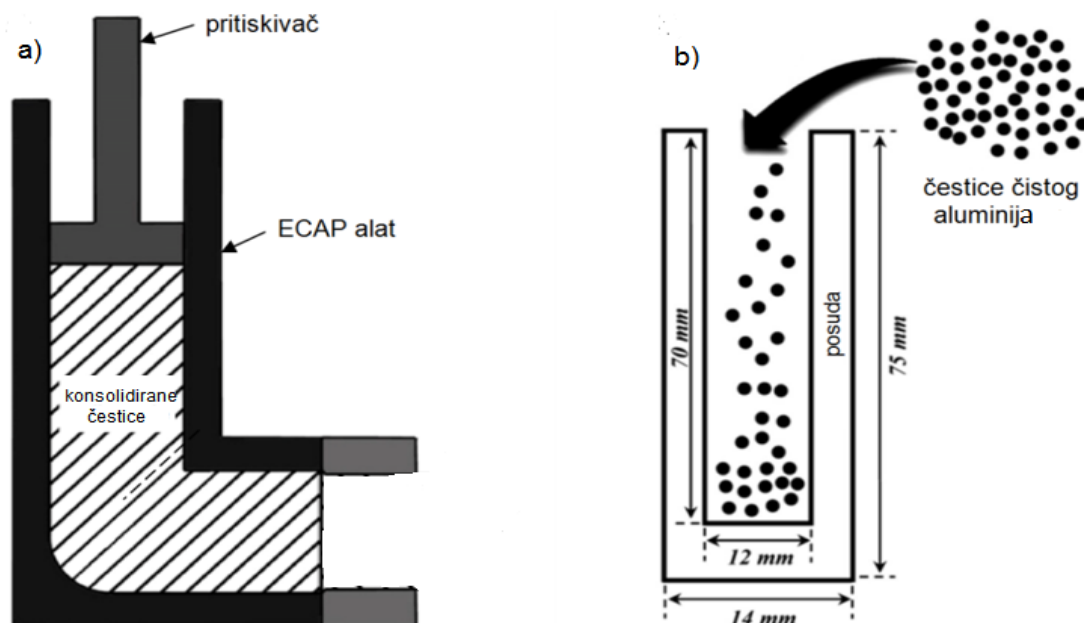 a)
pritiskivač
ECAP alat
konsolidirane
čestice
b)
čestice čistog
aluminija
70 mm
posuda
75 mm
12 mm
14 mm